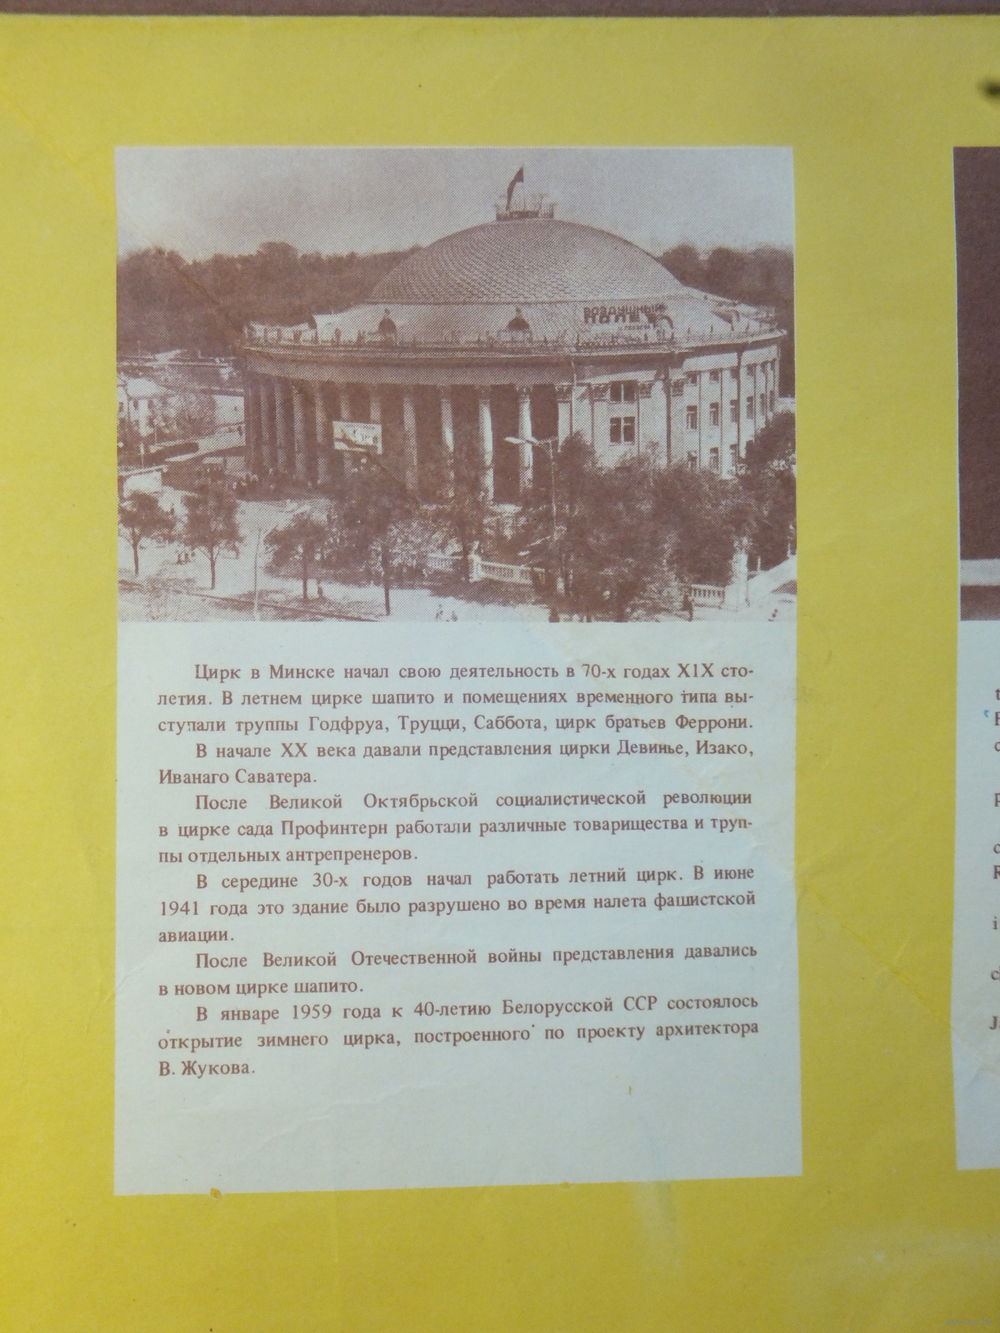 ВОЗДУШНЫЙ
ПОЛЕТ
Цирк в Минске начал свою деятельность в 70-х годах X1X сто-
летия. В летнем цирке шапито и помещениях временного типа вы-
ступали труппы Годфруа, Труцци, Саббота, цирк братьев Феррони.
В начале XX века давали представления цирки Девинье, Изако,
Иванаго Саватера.
После Великой Октябрьской социалистической революции
в цирке сада Профинтерн работали различные товарищества и труп-
пы отдельных антрепренеров.
В середине 30-х годов начал работать летний цирк. В июне
1941 года это здание было разрушено во время налета фашистской
авиации.
После Великой Отечественной войны представления давались
в новом цирке шапито.
В январе 1959 года к 40-летию Белорусской ССР состоялось
открытие зимнего цирка, построенного по проекту архитектора
В. Жукова.